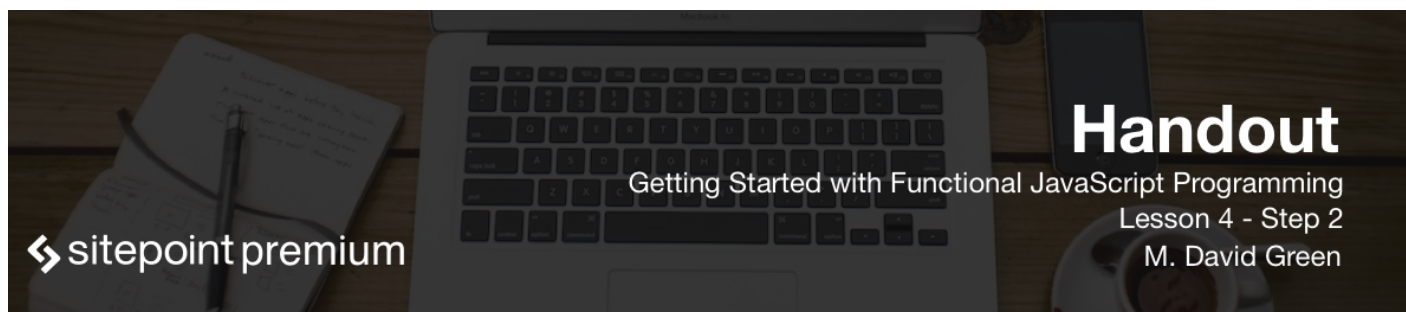 Handout
Getting Started with Functional JavaScript Programming
Lesson 4 - Step 2
M. David Green
sitepoint premium